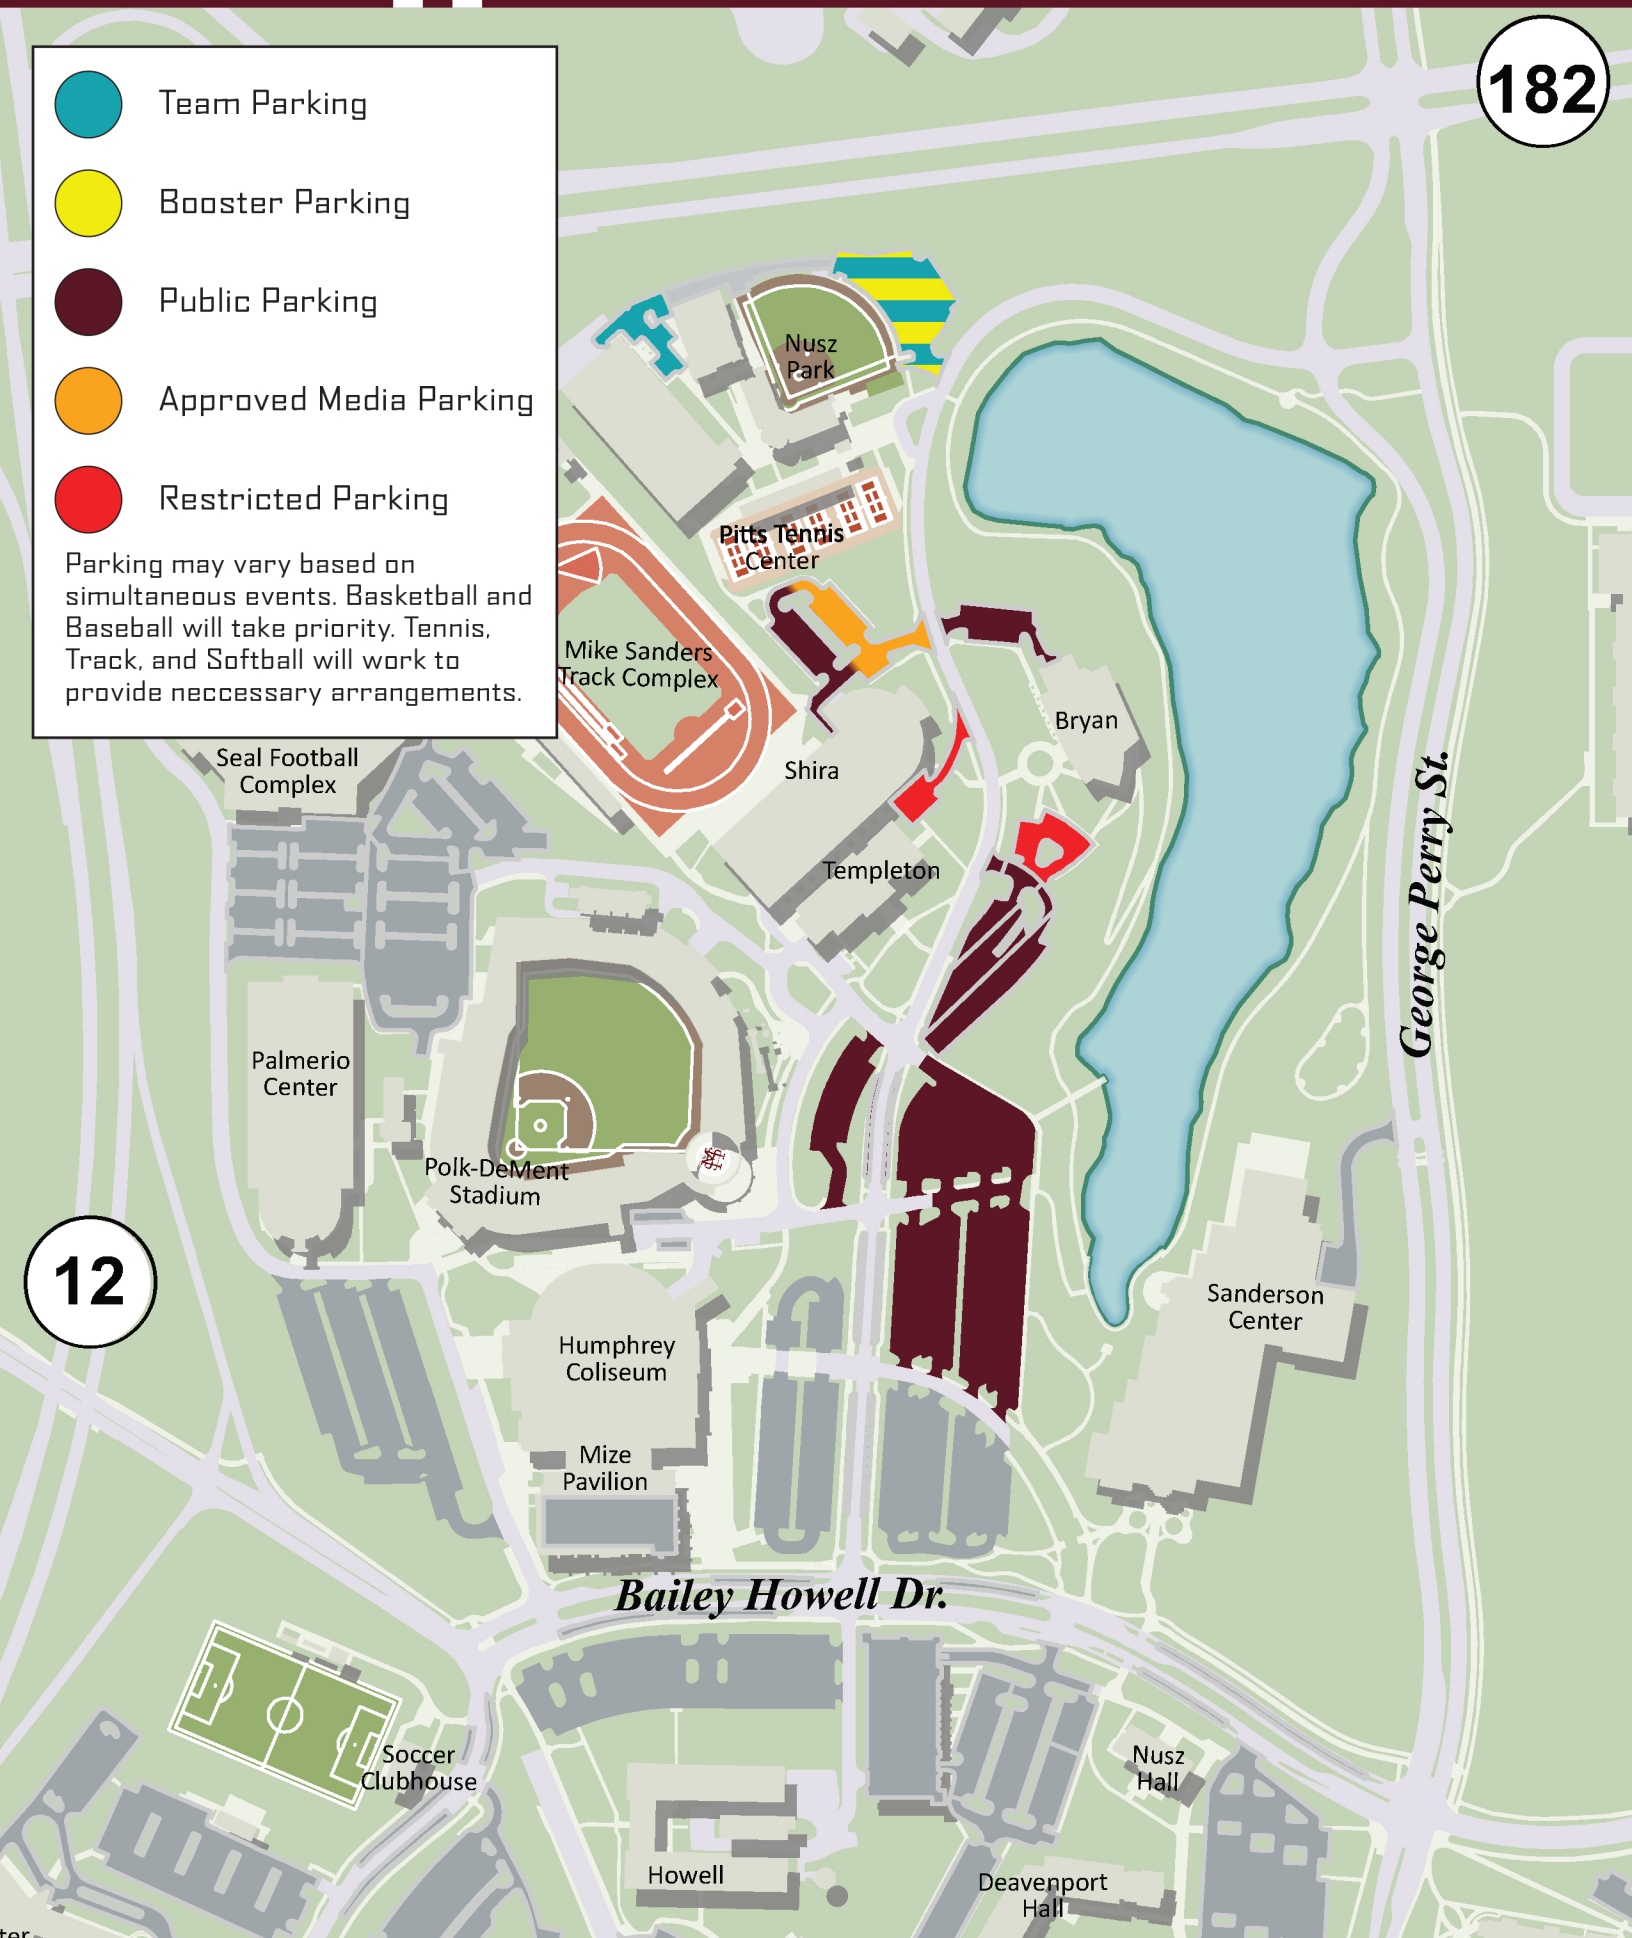 182
Team Parking
Booster Parking
Public Parking
Approved Media Parking
Restricted Parking
Parking may vary based on
simultaneous events. Basketball and
Baseball will take priority. Tennis,
Track, and Softball will work to
provide neccessary arrangements.
Nusz
Park
Pitts Tennis
Center
Mike Sanders
Track Complex
Bryan
Seal Football
Complex
Shira
Templeton
George Perry St.
Palmerio
Center
Polk-DeMent
Stadium
12
Sanderson
Center
Humphrey
Coliseum
Mize
Pavilion
Bailey Howell Dr.
Soccer
Clubhouse
Nusz
Hall
Howell
Deavenport
Hall